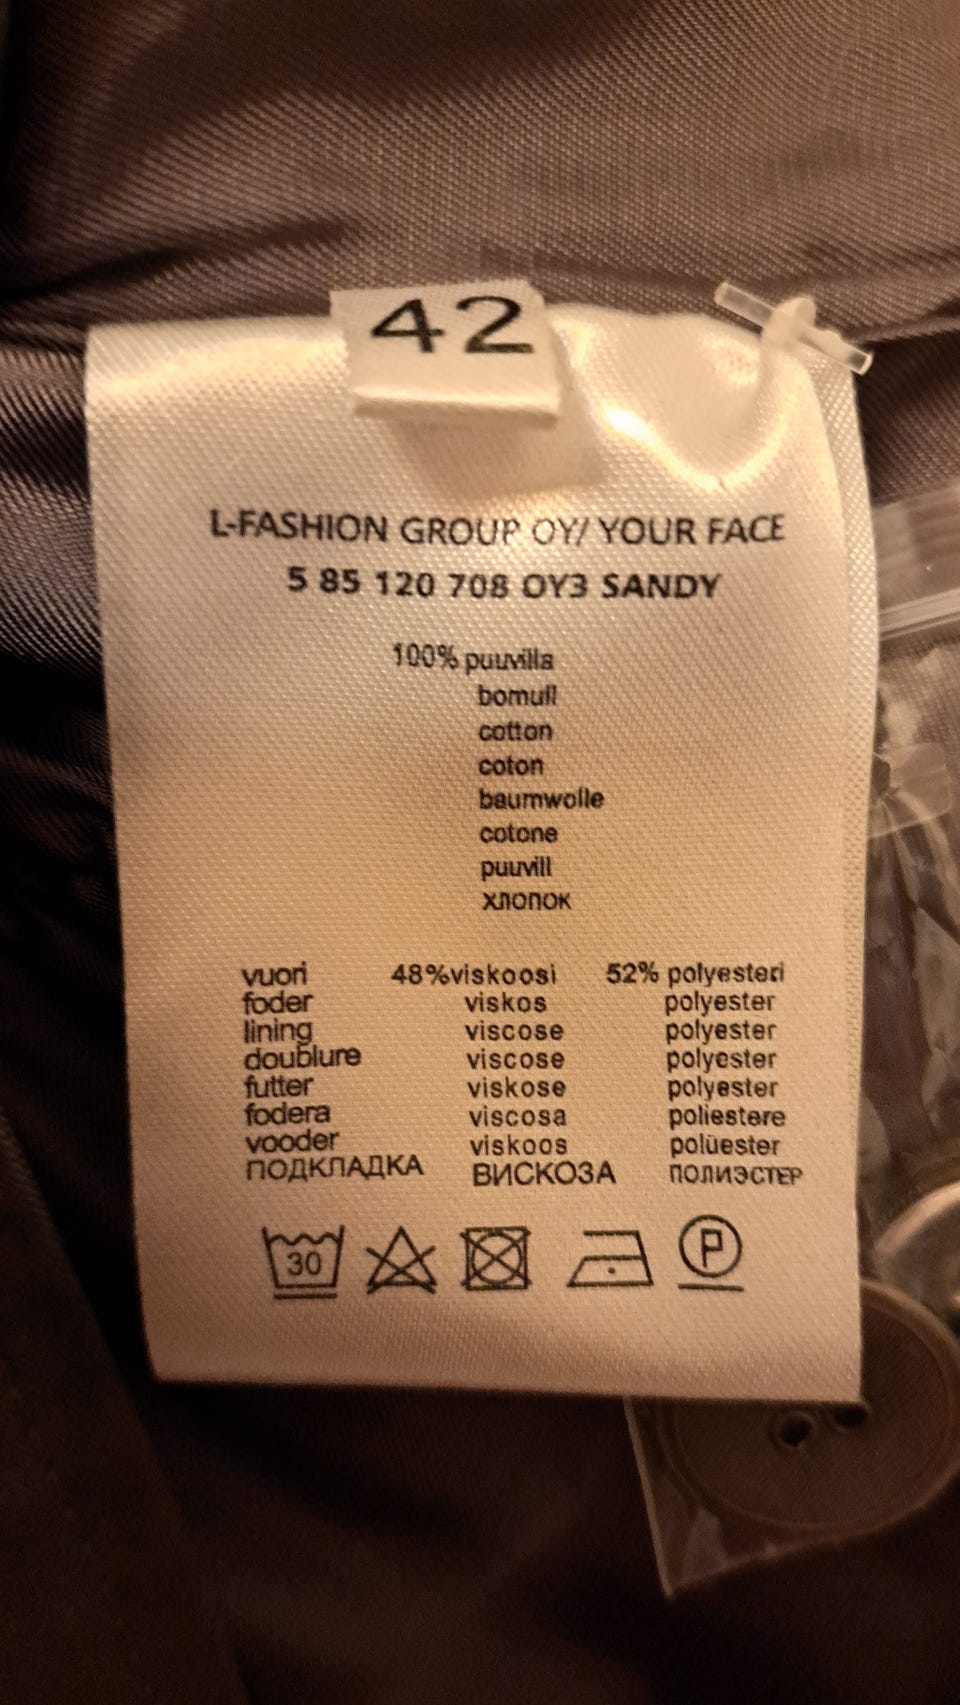 42
L-FASHION GROUP OY/ YOUR FACE
5 85 120 708 OY3 SANDY
100% puuvilla
bomull
cotton
coton
baumwolle
cotone
puuvill
хлопок
vuori 48%viskoosi 52% polyesteri
foder viskos polyester
lining viscose polyester
doublure viscose polyester
futter viskose polyester
fodera viscosa poliestere
vooder viskoos polüester
ПОДКЛАДКА ВИСКОЗА ПОЛИЭСТЕР
30 P